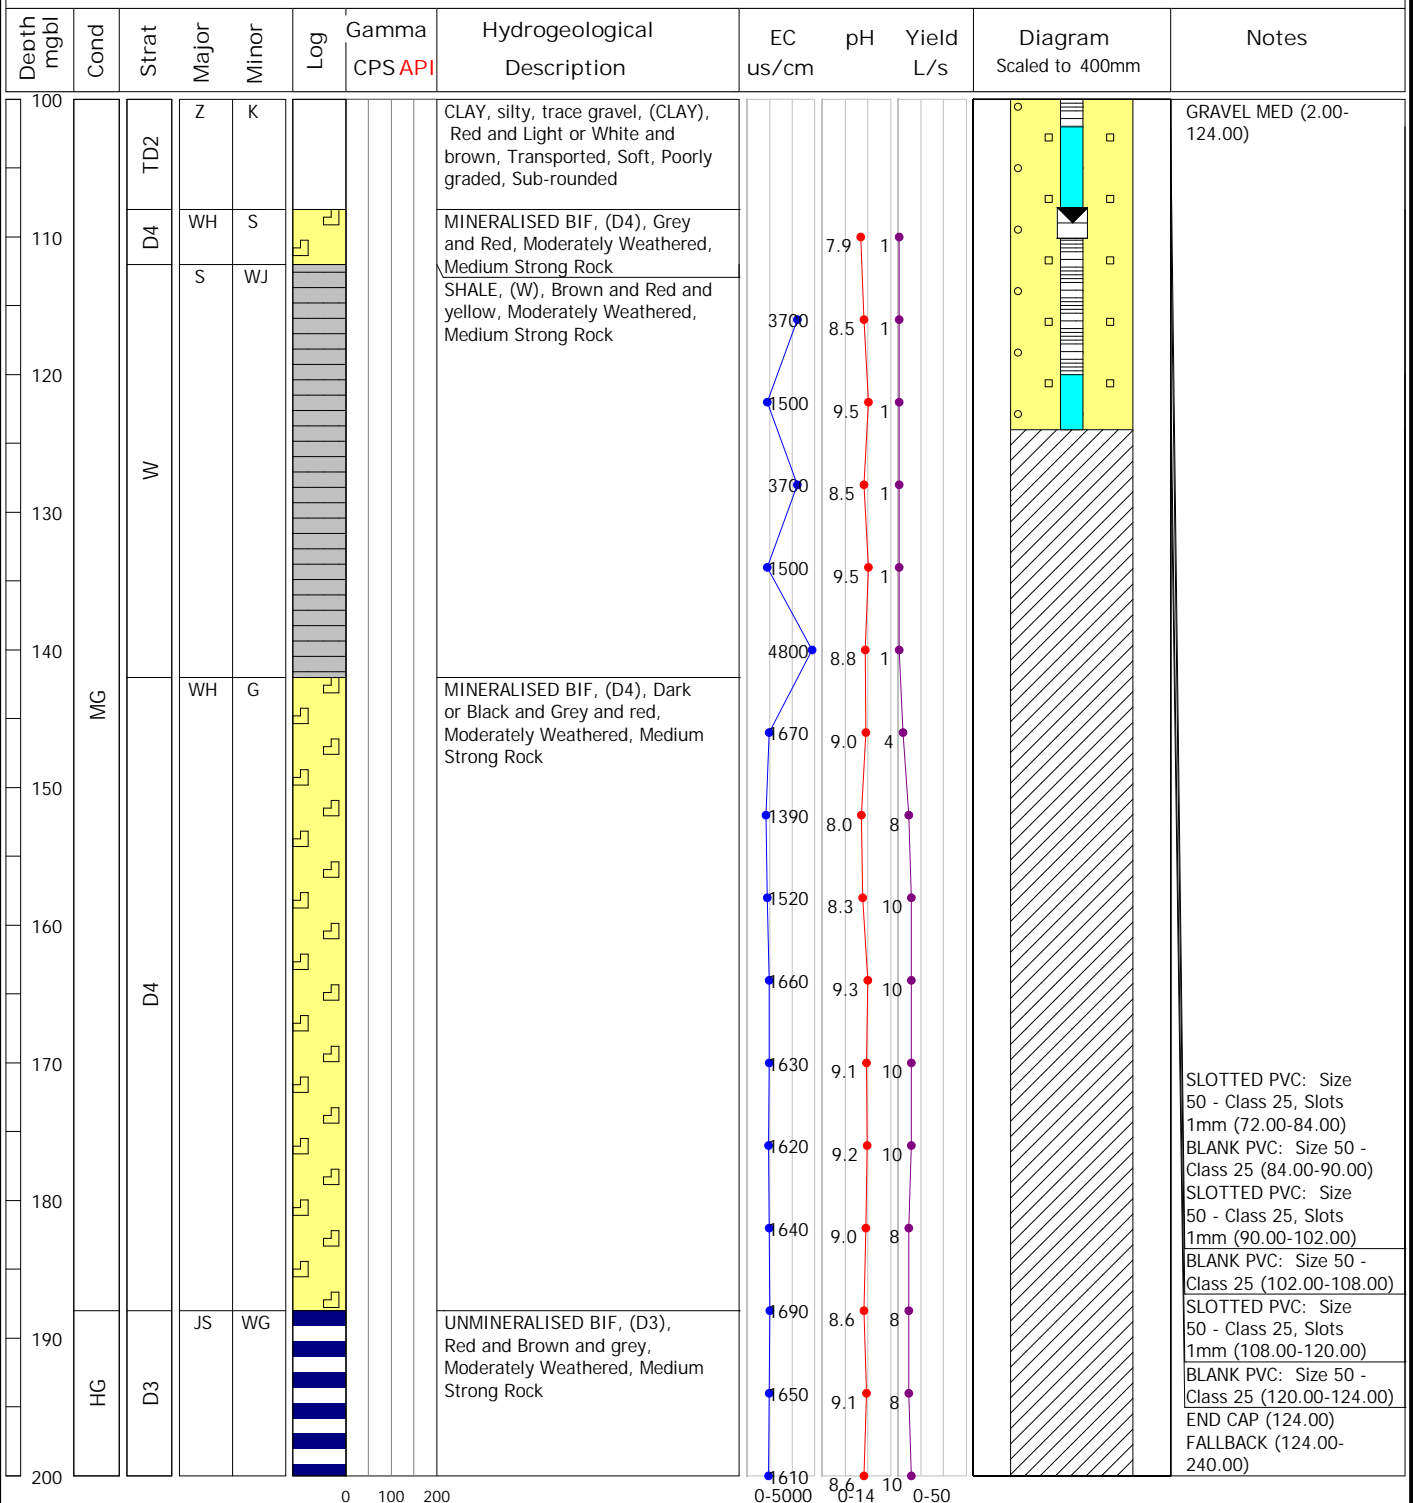 Depth mgbl
Cond
Strat
Major
Minor
Log
Gamma
CPS API
Hydrogeological
Description
EC
us/cm
pH
Yield
L/s
Diagram
Scaled to 400mm
Notes
100
110
120
130
140
150
160
170
180
190
200
MG
HG
TD2
D4
W
D4
D3
Z K
WH S
S WJ
WH G
JS WG
CLAY, silty, trace gravel, (CLAY),
Red and Light or White and
brown, Transported, Soft, Poorly
graded, Sub-rounded
MINERALISED BIF, (D4), Grey
and Red, Moderately Weathered,
Medium Strong Rock
SHALE, (W), Brown and Red and
yellow, Moderately Weathered,
Medium Strong Rock
MINERALISED BIF, (D4), Dark
or Black and Grey and red,
Moderately Weathered, Medium
Strong Rock
UNMINERALISED BIF, (D3),
Red and Brown and grey,
Moderately Weathered, Medium
Strong Rock
7.9 1
3700 8.5 1
1500 9.5 1
3700 8.5 1
1500 9.5 1
4800 8.8 1
1670 9.0 4
1390 8.0 8
1520 8.3 10
1660 9.3 10
1630 9.1 10
1620 9.2 10
1640 9.0 8
1690 8.6 8
1650 9.1 8
1610 8.6 10
GRAVEL MED (2.00-
124.00)
SLOTTED PVC: Size
50 - Class 25, Slots
1mm (72.00-84.00)
BLANK PVC: Size 50 -
Class 25 (84.00-90.00)
SLOTTED PVC: Size
50 - Class 25, Slots
1mm (90.00-102.00)
BLANK PVC: Size 50 -
Class 25 (102.00-108.00)
SLOTTED PVC: Size
50 - Class 25, Slots
1mm (108.00-120.00)
BLANK PVC: Size 50 -
Class 25 (120.00-124.00)
END CAP (124.00)
FALLBACK (124.00-
240.00)
0 100 200
0-5000 0-14 0-50